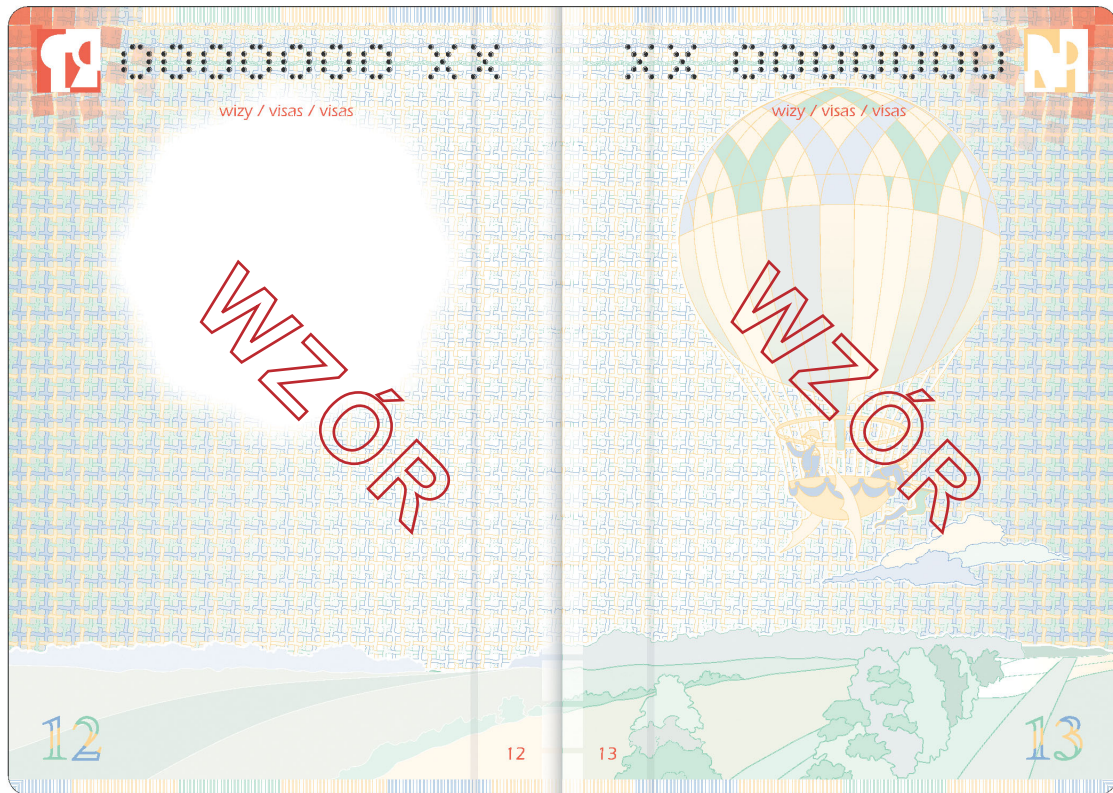 0000000 XX
wizy / visas / visas
WZÓR
12
12
XX 0000000
wizy / visas / visas
WZÓR
13
13